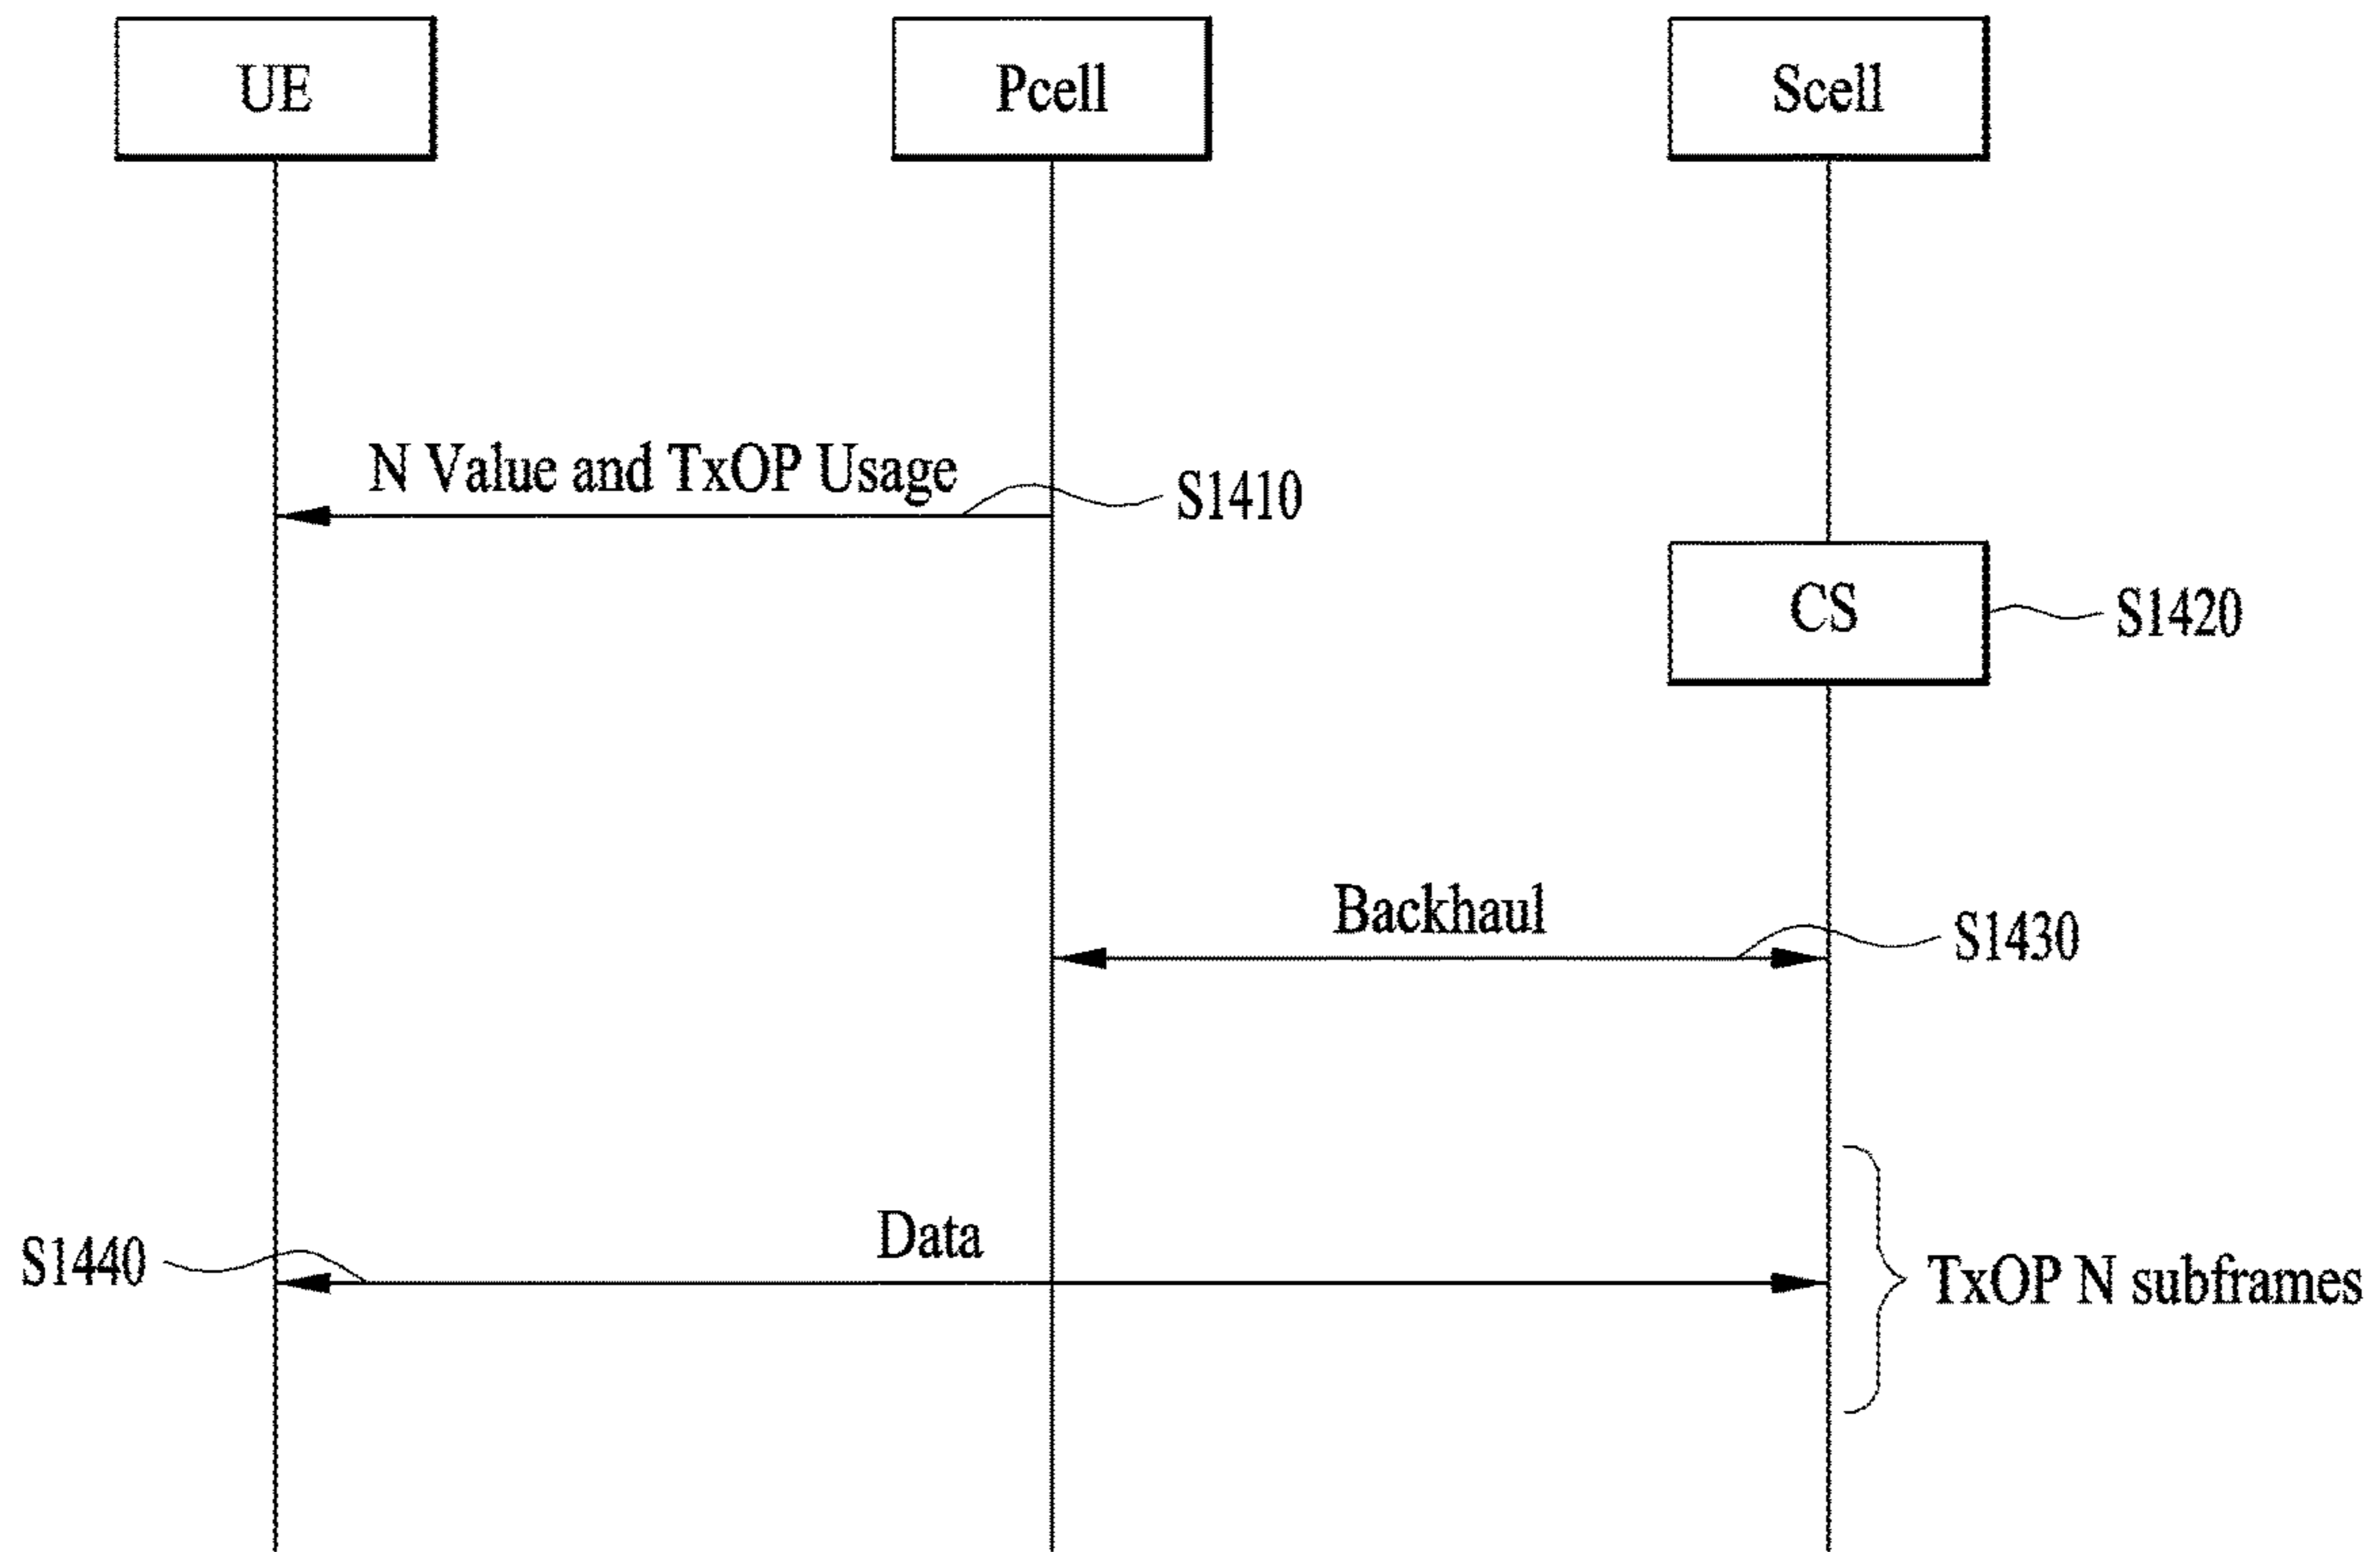 UE
Pcell
Scell
N Value and TxOP Usage
S1410
CS
S1420
Backhaul
S1430
Data
S1440
TxOP N subframes